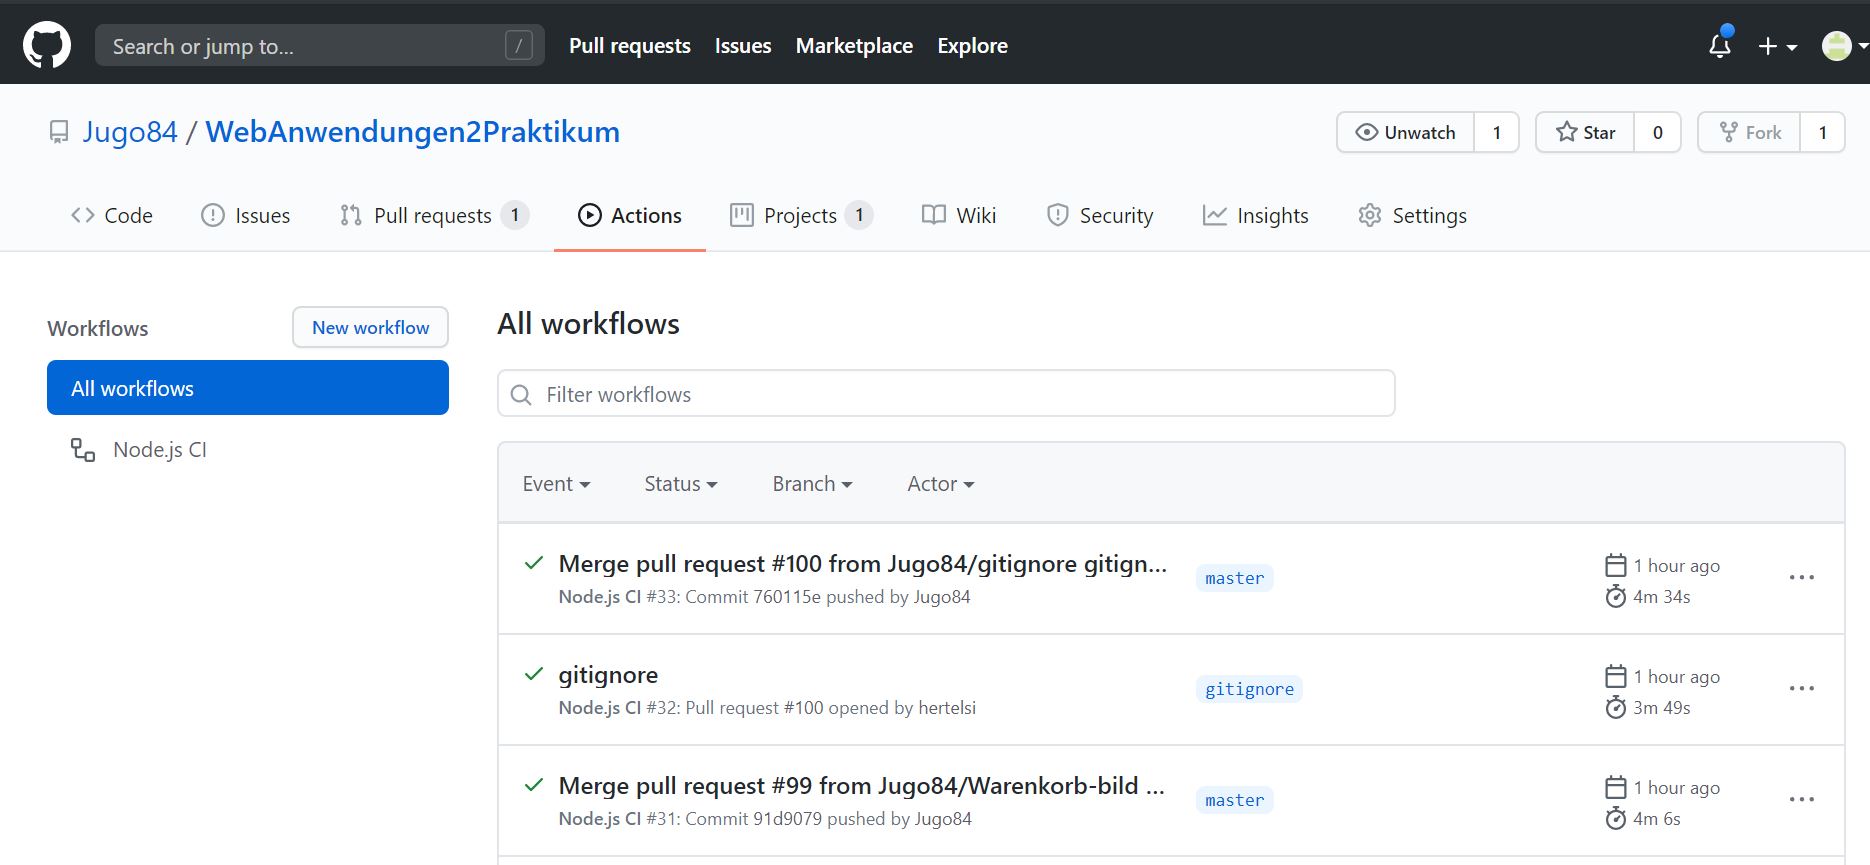 Search or jump to... / Pull requests Issues Marketplace Explore
Jugo84 / WebAnwendungen2Praktikum Unwatch 1 Star 0 Fork 1
Code Issues Pull requests 1 Actions Projects 1 Wiki Security Insights Settings
Workflows New workflow
All workflows
Node.js CI
All workflows
Filter workflows
Event Status Branch Actor
Merge pull request #100 from Jugo84/gitignore gitign... master 1 hour ago
Node.js CI #33: Commit 760115e pushed by Jugo84 4m 34s
gitignore gitignore 1 hour ago
Node.js CI #32: Pull request #100 opened by hertelsi 3m 49s
Merge pull request #99 from Jugo84/Warenkorb-bild ... master 1 hour ago
Node.js CI #31: Commit 91d9079 pushed by Jugo84 4m 6s